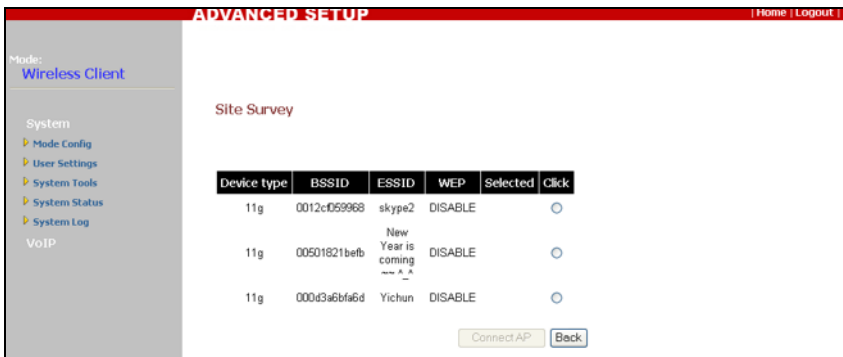 ADVANCED SETUP
| Home | Logout |
Mode:
Wireless Client
System
Mode Config
User Settings
System Tools
System Status
System Log
VoIP
Site Survey
Device type BSSID ESSID WEP Selected Click
11g 0012cf059968 skype2 DISABLE
11g 00501821befb New Year is coming ~~ ^_^ DISABLE
11g 000d3a6bfa6d Yichun DISABLE
Connect AP Back